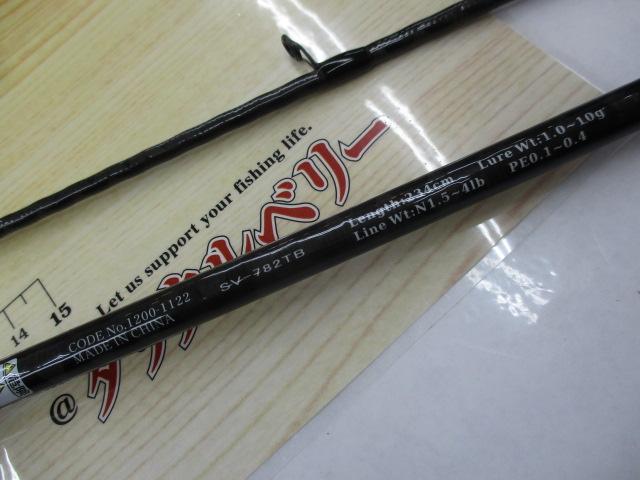 Let us support your fishing life.
@タックルベリー
14 15
Length:234cm Lure Wt:1.0~10g
Line Wt:N1.5~4lb PE0.1~0.4
SV-782TB
CODE No.1200-1122
MADE IN CHINA